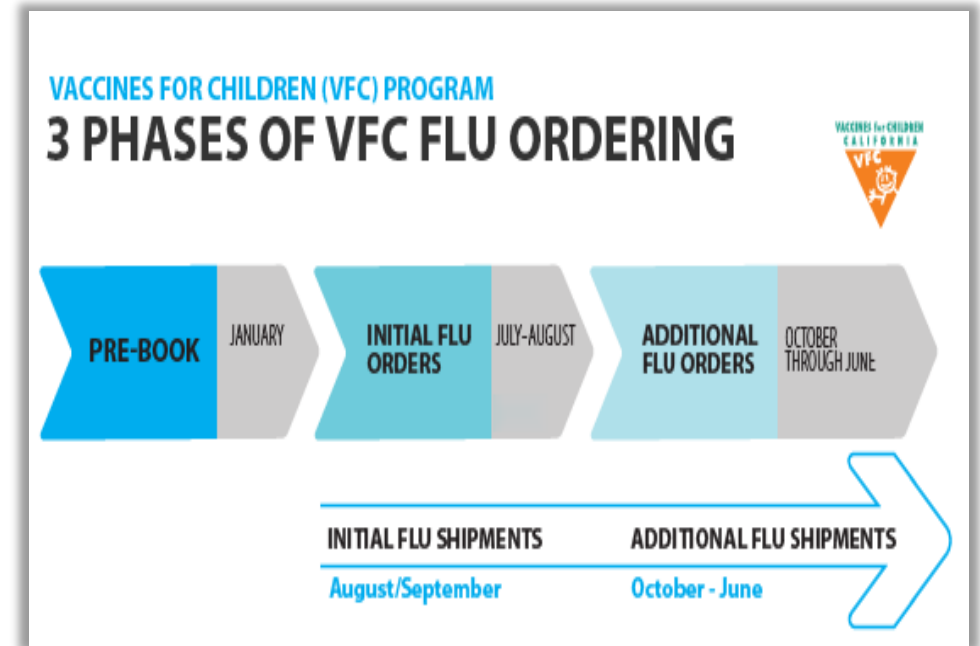 VACCINES FOR CHILDREN (VFC) PROGRAM
3 PHASES OF VFC FLU ORDERING
VACCINES for CHILDREN
CALIFORNIA
VFC
PRE-BOOK
JANUARY
INITIAL FLU
ORDERS
JULY-AUGUST
ADDITIONAL
FLU ORDERS
OCTOBER
THROUGH JUNE
INITIAL FLU SHIPMENTS
August/September
ADDITIONAL FLU SHIPMENTS
October - June